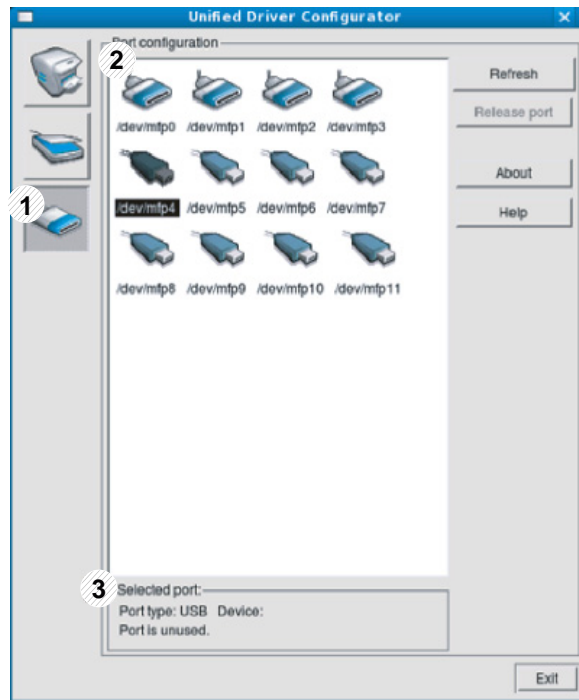 Unified Driver Configurator
Port configuration
2
/dev/mfp0 /dev/mfp1 /dev/mfp2 /dev/mfp3
/dev/mfp4 /dev/mfp5 /dev/mfp6 /dev/mfp7
/dev/mfp8 /dev/mfp9 /dev/mfp10 /dev/mfp11
Refresh
Release port
About
Help
1
3
Selected port:
Port type: USB Device:
Port is unused.
Exit